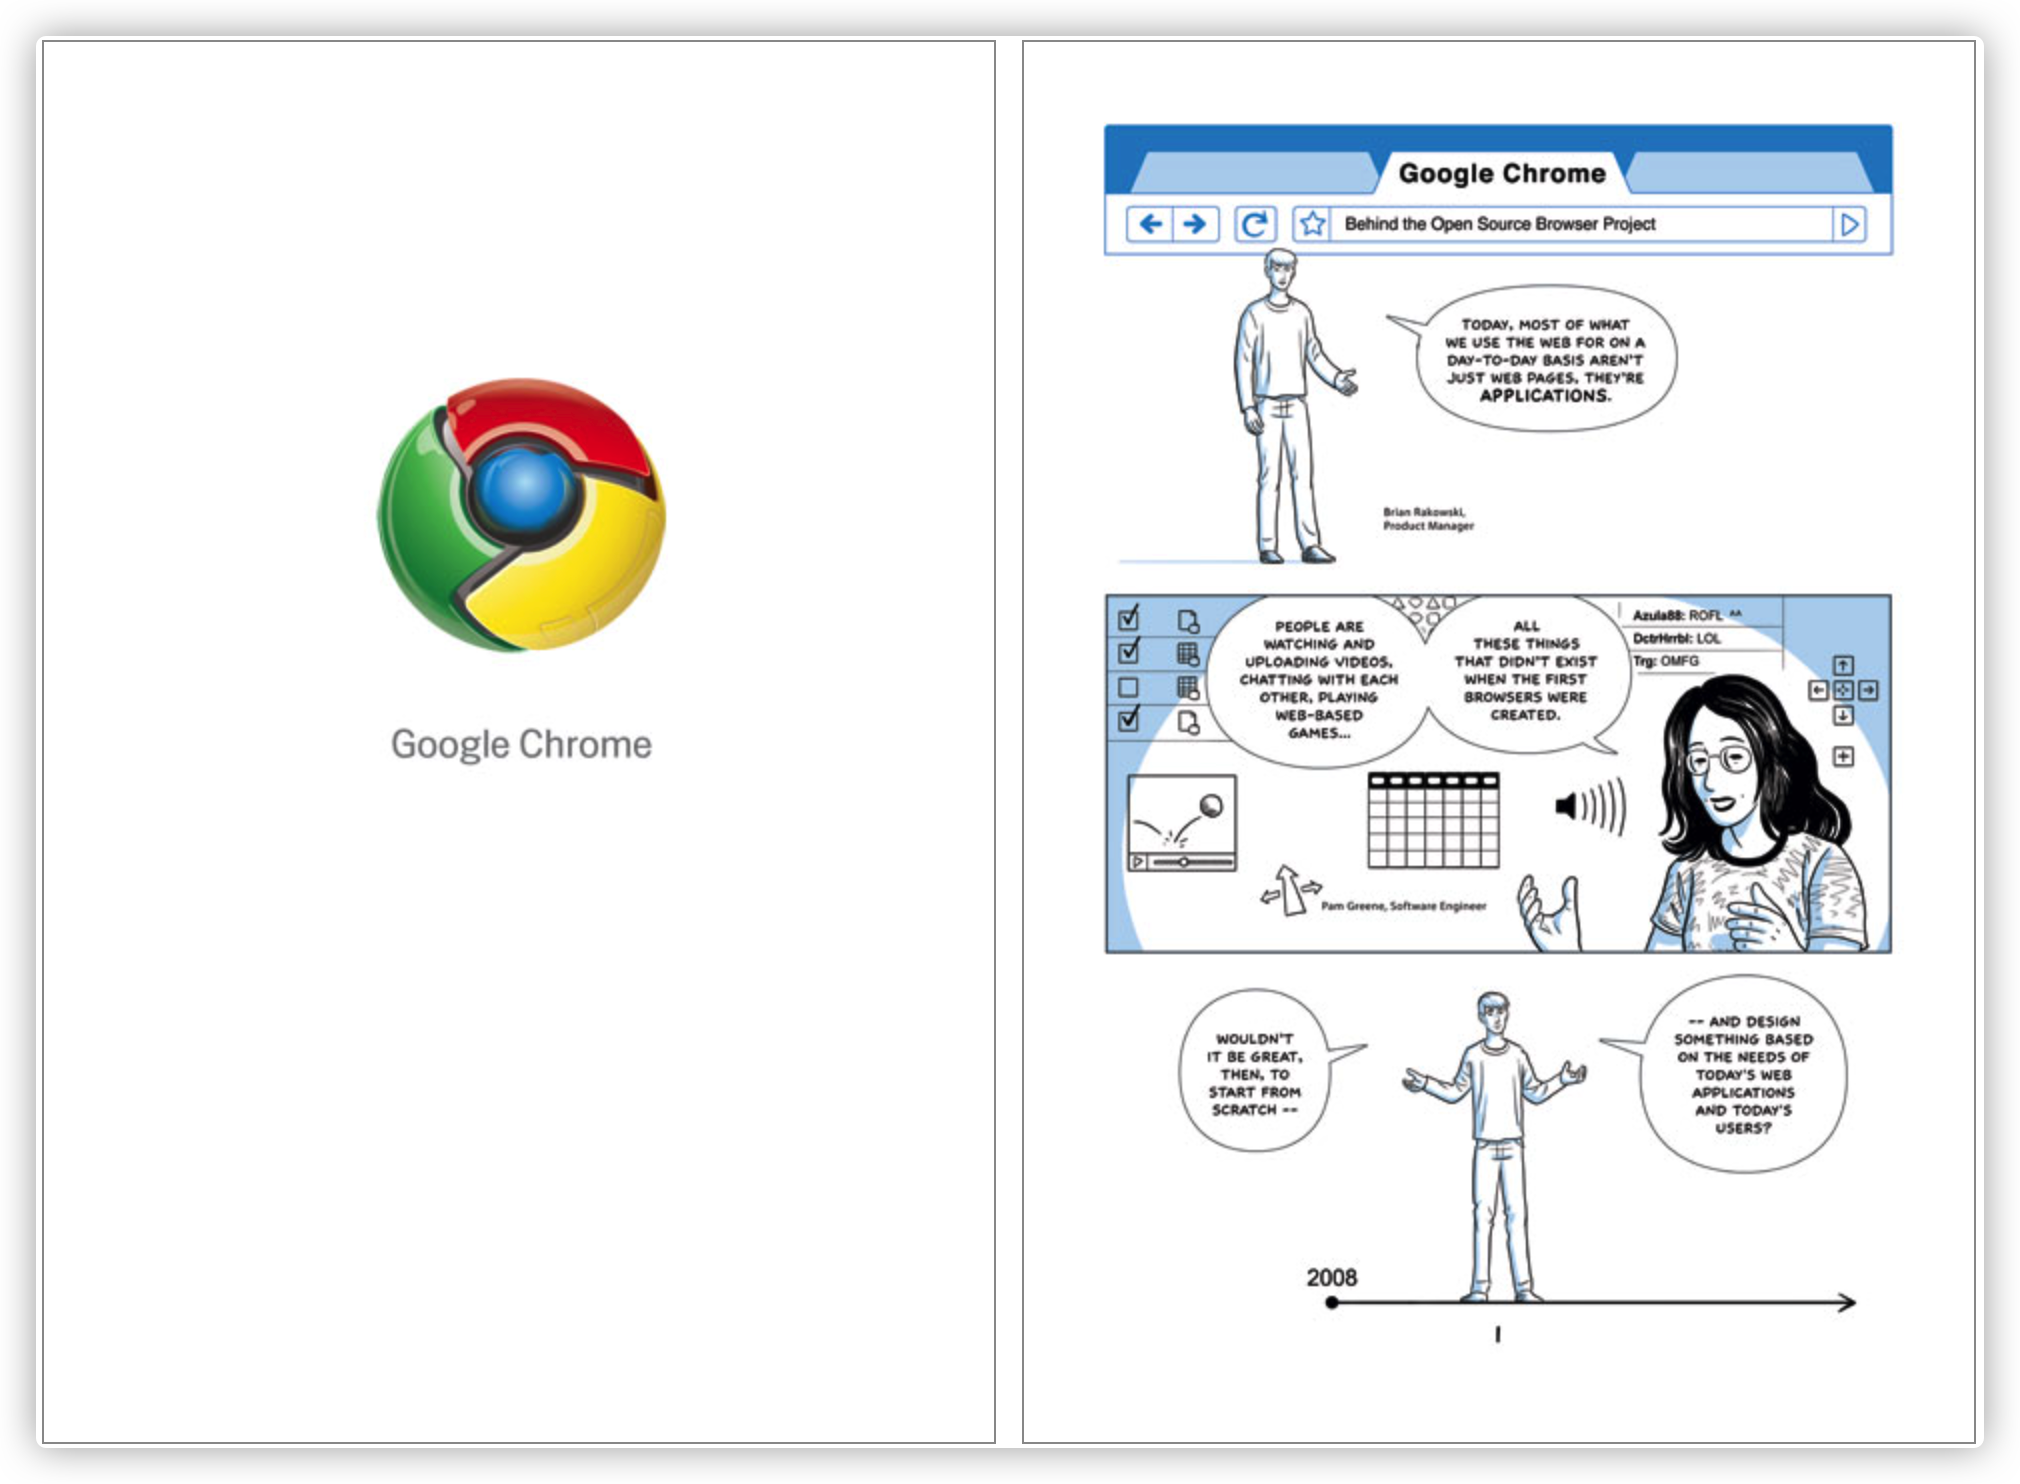 Google Chrome
Google Chrome
Behind the Open Source Browser Project
TODAY, MOST OF WHAT
WE USE THE WEB FOR ON A
DAY-TO-DAY BASIS AREN'T
JUST WEB PAGES, THEY'RE
APPLICATIONS.
Brian Rakowski,
Product Manager
PEOPLE ARE
WATCHING AND
UPLOADING VIDEOS,
CHATTING WITH EACH
OTHER, PLAYING
WEB-BASED
GAMES...
ALL
THESE THINGS
THAT DIDN'T EXIST
WHEN THE FIRST
BROWSERS WERE
CREATED.
Azula88: ROFL ^^
DctrHrrbl: LOL
Trg: OMFG
Pam Greene, Software Engineer
WOULDN'T
IT BE GREAT,
THEN, TO
START FROM
SCRATCH --
-- AND DESIGN
SOMETHING BASED
ON THE NEEDS OF
TODAY'S WEB
APPLICATIONS
AND TODAY'S
USERS?
2008
1